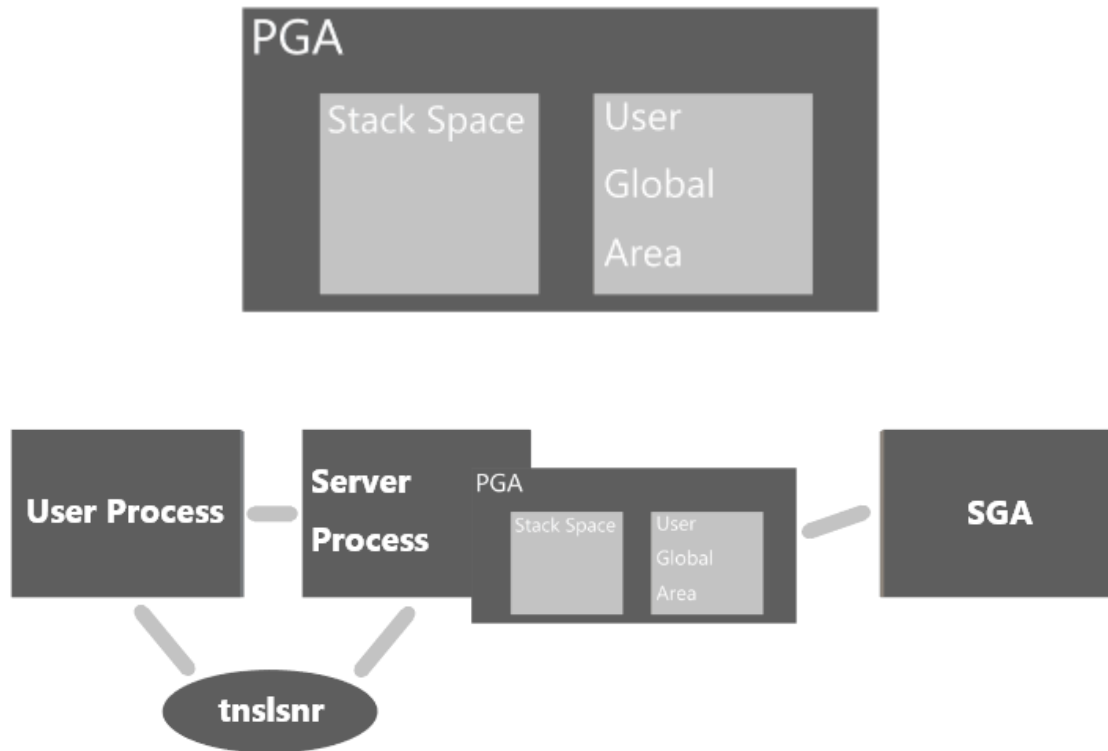 PGA
Stack Space
User
Global
Area
User Process
Server
Process
PGA
Stack Space
User
Global
Area
SGA
tnslsnr